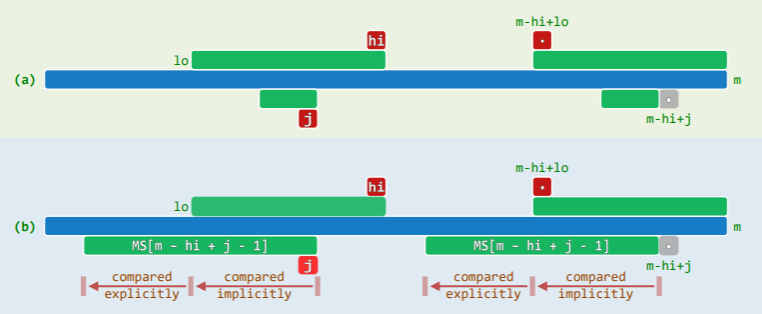 m-hi+lo
hi
lo
(a) m
j
m-hi+j
m-hi+lo
hi
lo
(b) m
MS[m - hi + j - 1] MS[m - hi + j - 1]
j
m-hi+j
compared compared compared compared
explicitly implicitly explicitly implicitly